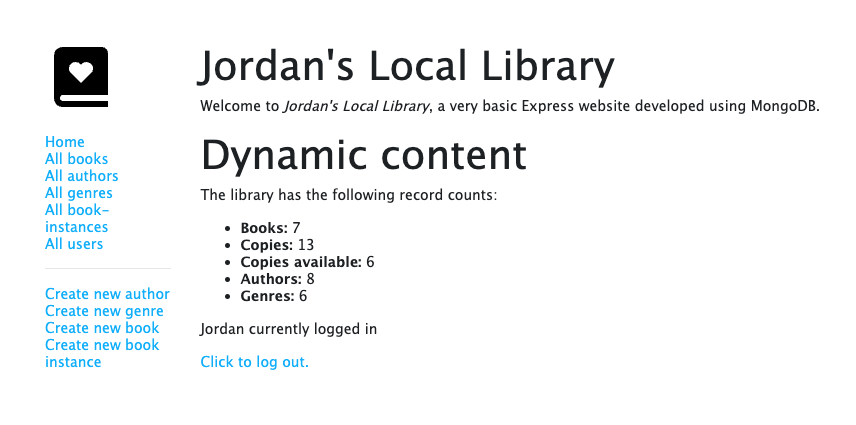 Home
All books
All authors
All genres
All book-
instances
All users
Create new author
Create new genre
Create new book
Create new book
instance
Jordan's Local Library
Welcome to Jordan's Local Library, a very basic Express website developed using MongoDB.
Dynamic content
The library has the following record counts:
• Books: 7
• Copies: 13
• Copies available: 6
• Authors: 8
• Genres: 6
Jordan currently logged in
Click to log out.